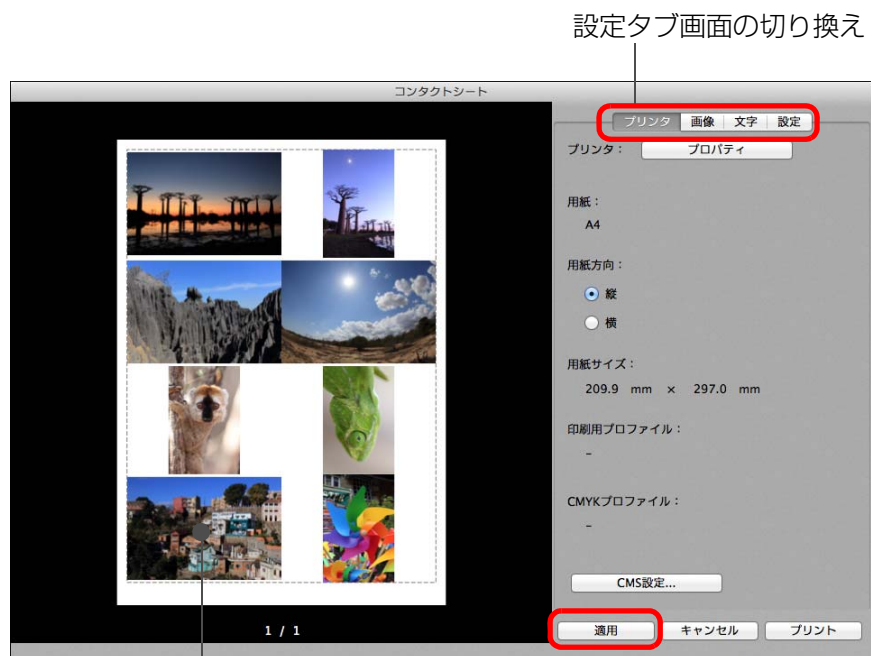 設定タブ画面の切り換え
コンタクトシート
プリンタ 画像 文字 設定
プリンタ： プロパティ
用紙：
A4
用紙方向：
縦
横
用紙サイズ：
209.9 mm × 297.0 mm
印刷用プロファイル：
-
CMYKプロファイル：
-
CMS設定...
1 / 1
適用 キャンセル プリント